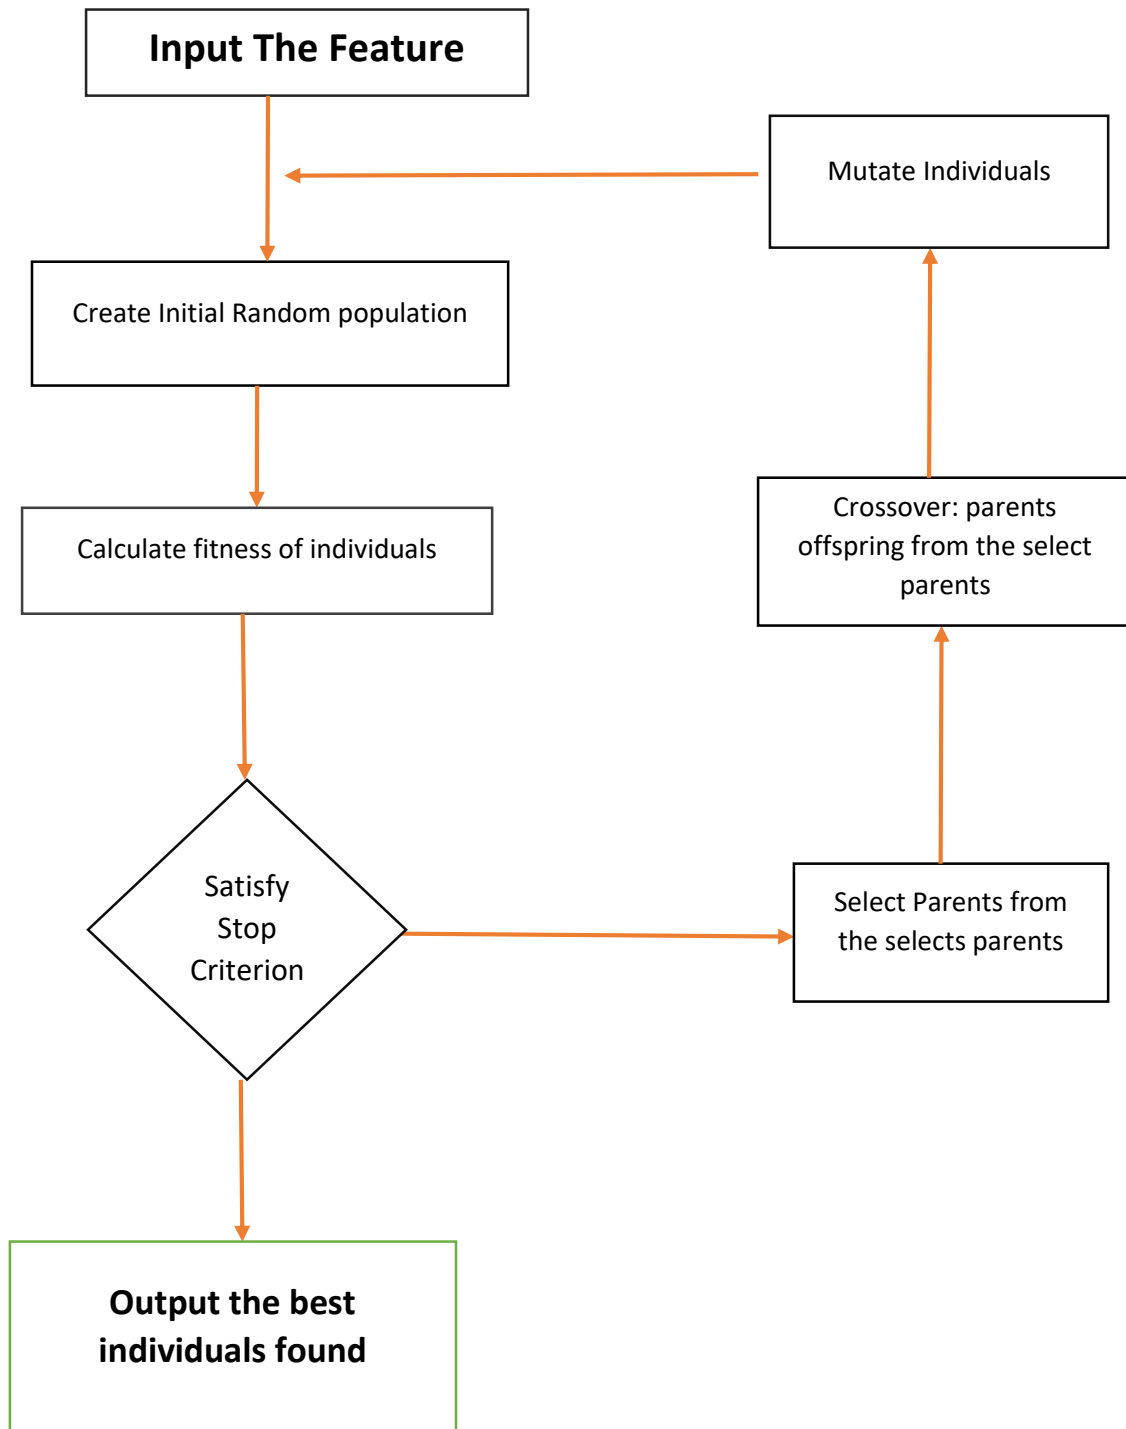 Input The Feature
Mutate Individuals
Create Initial Random population
Crossover: parents
offspring from the select
parents
Calculate fitness of individuals
Satisfy
Stop
Criterion
Select Parents from
the selects parents
Output the best
individuals found